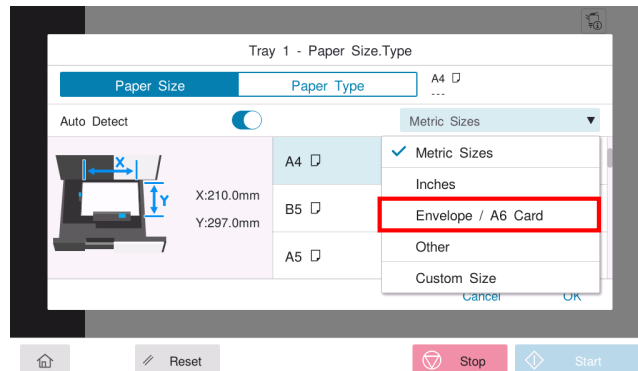 Tray 1 - Paper Size.Type
Paper Size
Paper Type
A4
---
Auto Detect
Metric Sizes
X
Y
X:210.0mm
Y:297.0mm
A4
B5
A5
Metric Sizes
Inches
Envelope / A6 Card
Other
Custom Size
Cancel
OK
Reset
Stop
Start